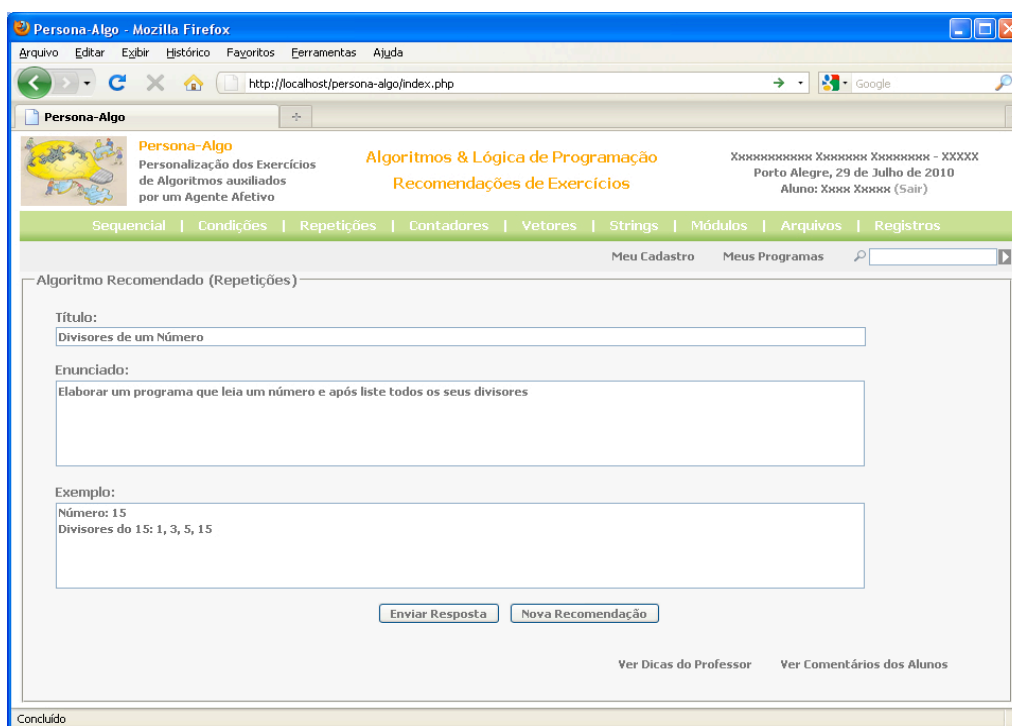 Persona-Algo - Mozilla Firefox
Arquivo Editar Exibir Histórico Favoritos Ferramentas Ajuda
http://localhost/persona-algo/index.php
Google
Persona-Algo
Persona-Algo
Personalização dos Exercícios
de Algoritmos auxiliados
por um Agente Afetivo
Algoritmos & Lógica de Programação
Recomendações de Exercícios
Xxxxxxxxxxx Xxxxxxx Xxxxxxxx - XXXXX
Porto Alegre, 29 de Julho de 2010
Aluno: Xxxx Xxxxx (Sair)
Sequencial | Condições | Repetições | Contadores | Vetores | Strings | Módulos | Arquivos | Registros
Meu Cadastro Meus Programas
Algoritmo Recomendado (Repetições)
Título:
Divisores de um Número
Enunciado:
Elaborar um programa que leia um número e após liste todos os seus divisores
Exemplo:
Número: 15
Divisores do 15: 1, 3, 5, 15
Enviar Resposta Nova Recomendação
Ver Dicas do Professor Ver Comentários dos Alunos
Concluído